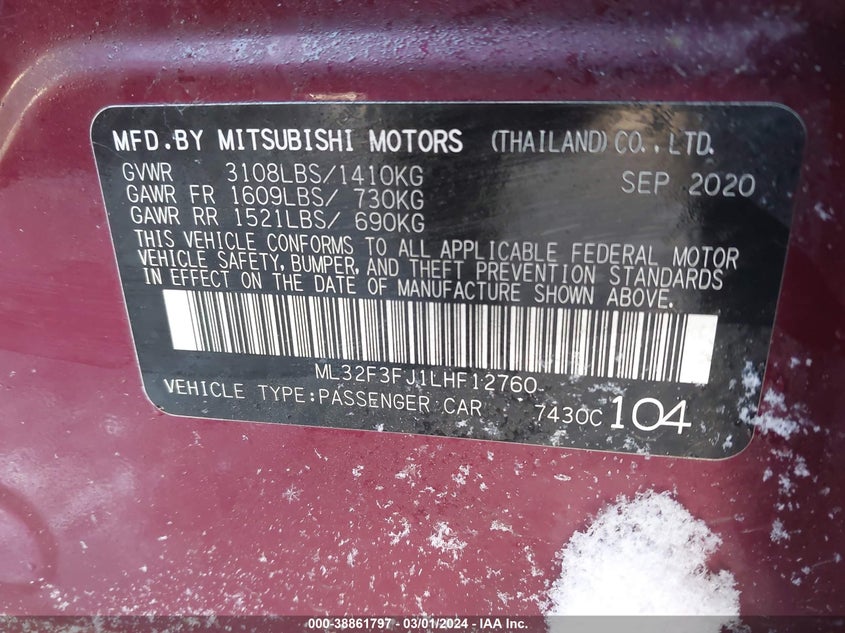 MFD.BY MITSUBISHI MOTORS (THAILAND) CO.,LTD.
GVWR 3108LBS/1410KG SEP 2020
GAWR FR 1609LBS/ 730KG
GAWR RR 1521LBS/ 690KG
THIS VEHICLE CONFORMS TO ALL APPLICABLE FEDERAL MOTOR
VEHICLE SAFETY, BUMPER, AND THEFT PREVENTION STANDARDS
IN EFFECT ON THE DATE OF MANUFACTURE SHOWN ABOVE.
ML32F3FJ1LHF12760
VEHICLE TYPE:PASSENGER CAR 7430C 104
000-38861797 - 03/01/2024 - IAA Inc.